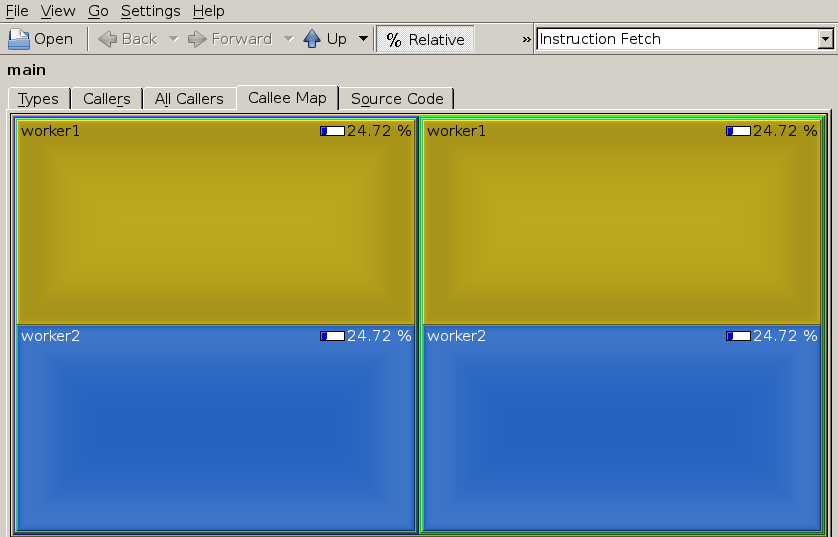 File View Go Settings Help
Open Back Forward Up % Relative » Instruction Fetch
main
Types Callers All Callers Callee Map Source Code
worker1 24.72 % worker1 24.72 %
worker2 24.72 % worker2 24.72 %